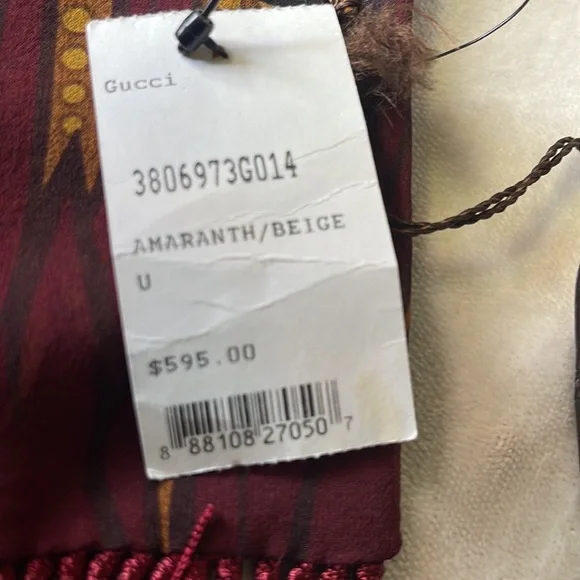 Gucci
3806973G014
AMARANTH/BEIGE
U
$595.00
8 88108 27050 7